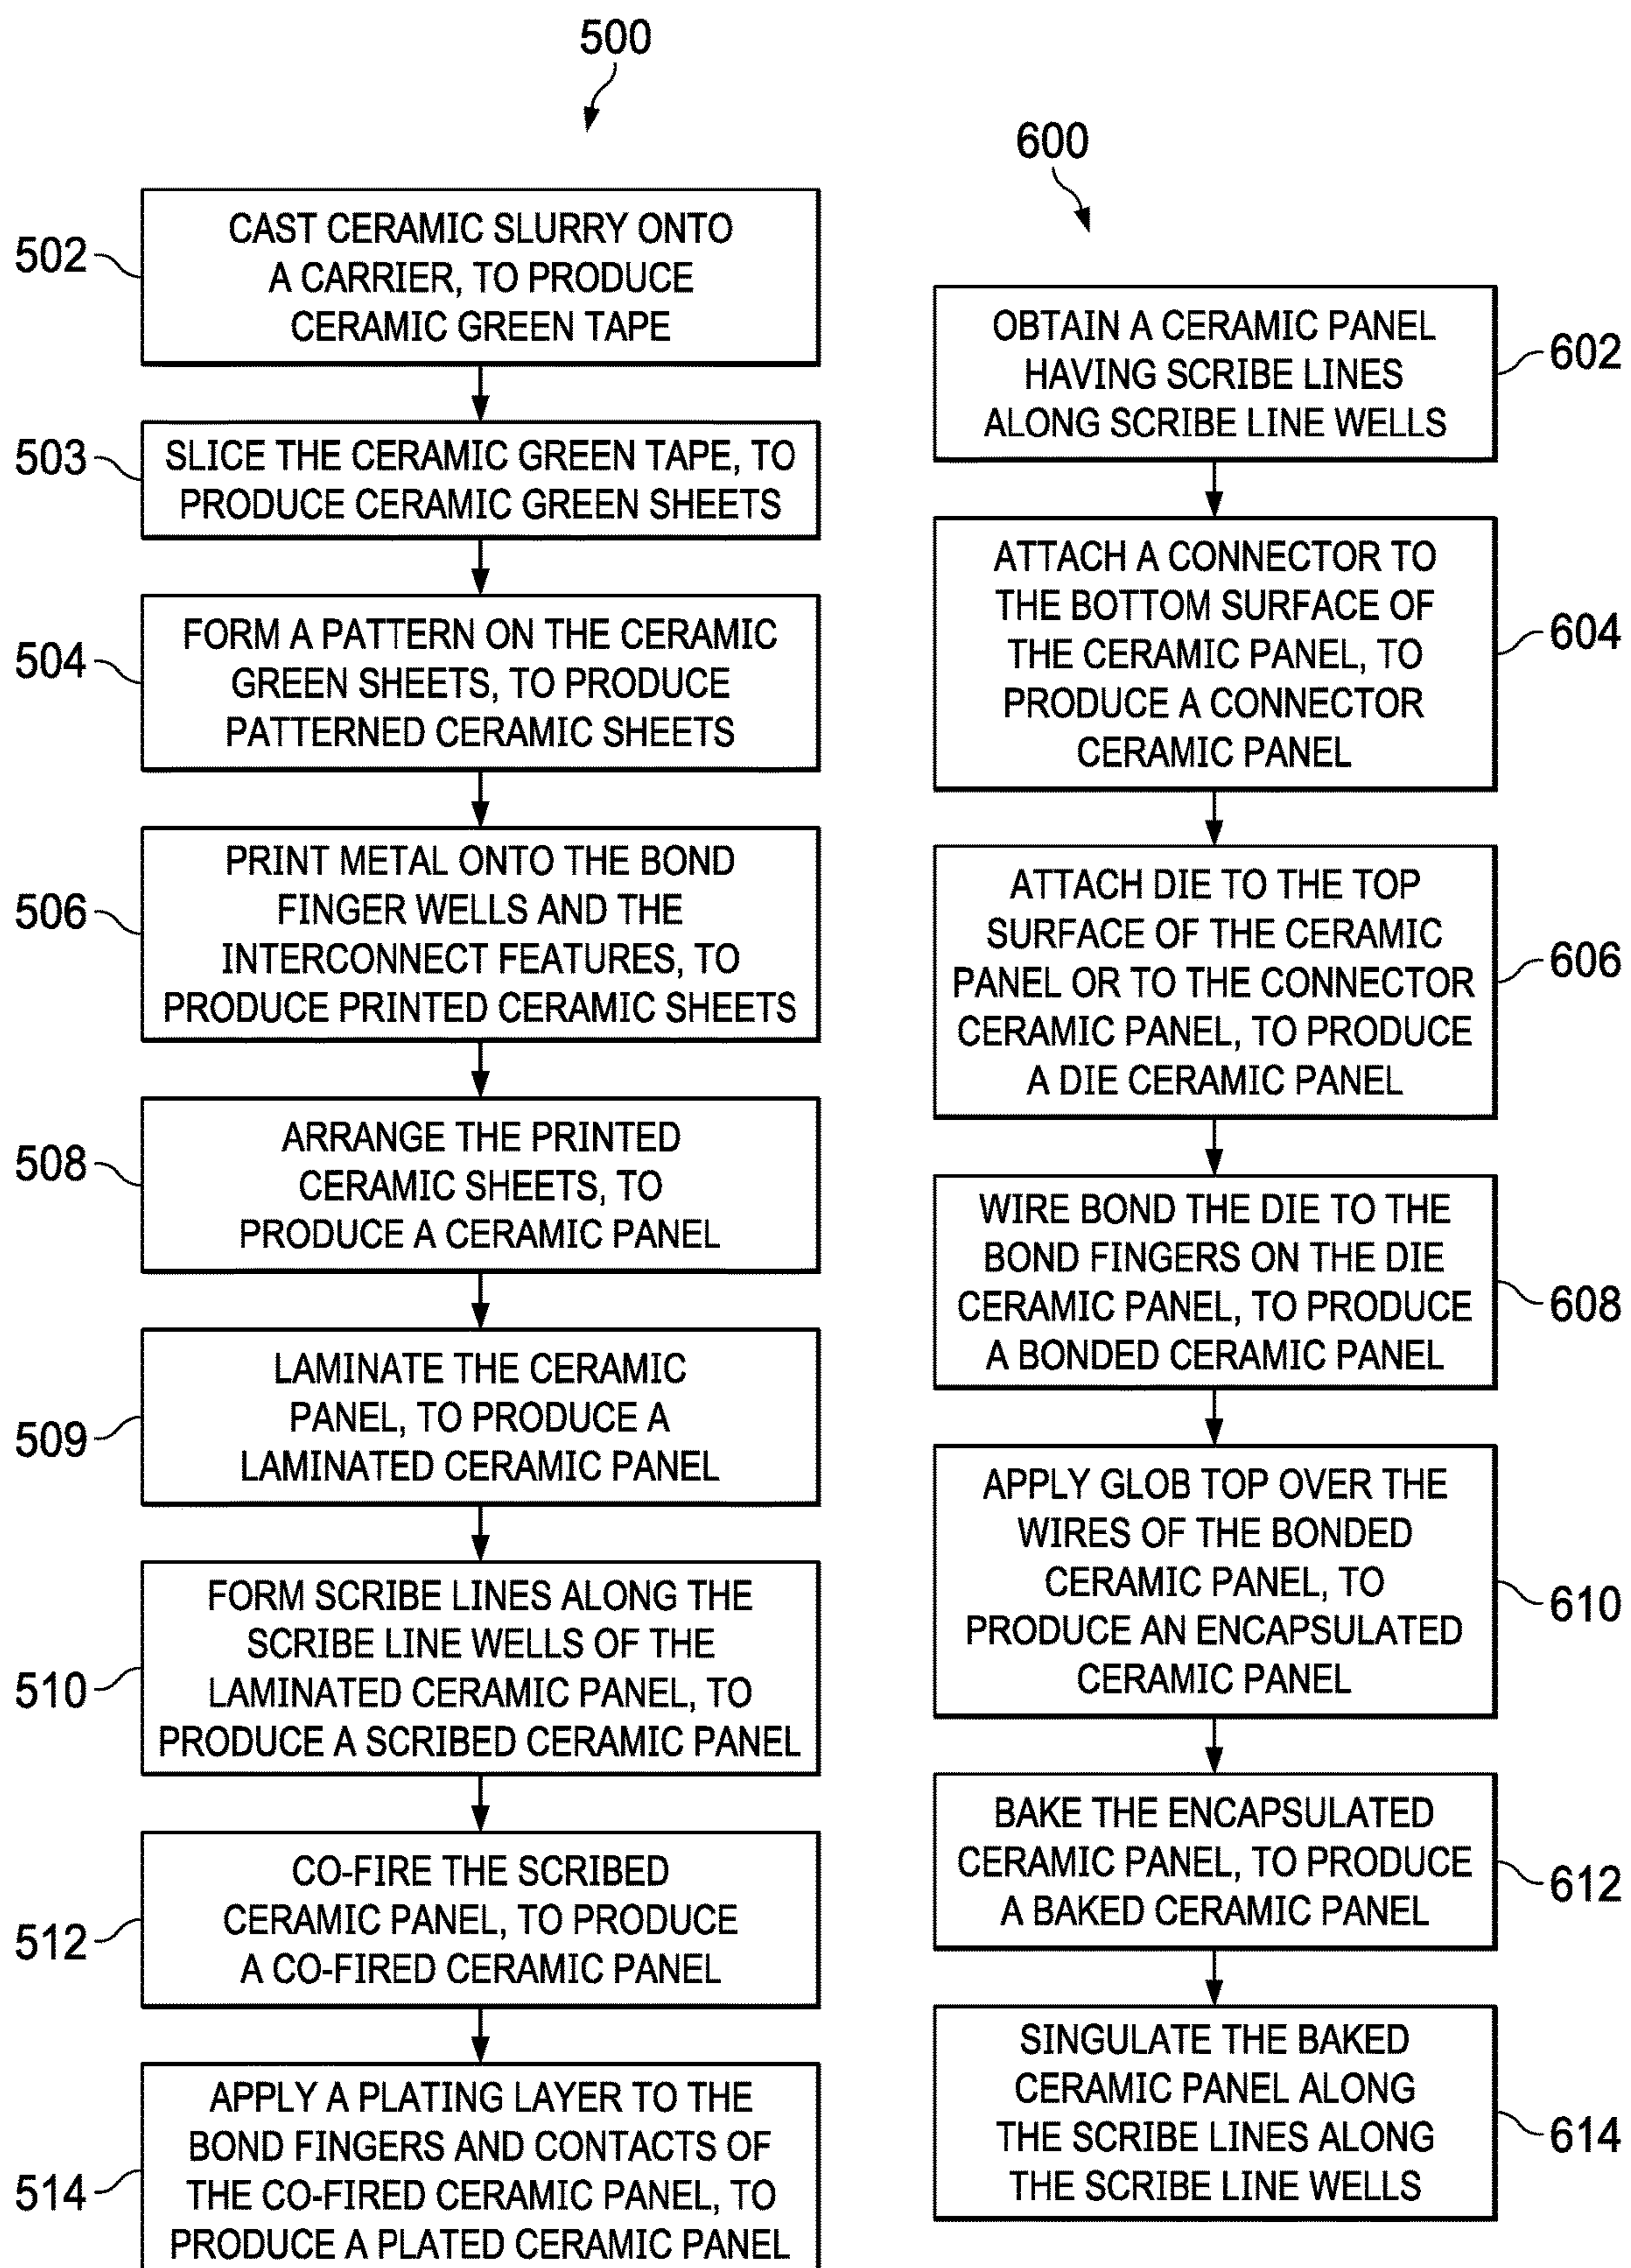 500
502
CAST CERAMIC SLURRY ONTO
A CARRIER, TO PRODUCE
CERAMIC GREEN TAPE
503
SLICE THE CERAMIC GREEN TAPE, TO
PRODUCE CERAMIC GREEN SHEETS
504
FORM A PATTERN ON THE CERAMIC
GREEN SHEETS, TO PRODUCE
PATTERNED CERAMIC SHEETS
506
PRINT METAL ONTO THE BOND
FINGER WELLS AND THE
INTERCONNECT FEATURES, TO
PRODUCE PRINTED CERAMIC SHEETS
508
ARRANGE THE PRINTED
CERAMIC SHEETS, TO
PRODUCE A CERAMIC PANEL
509
LAMINATE THE CERAMIC
PANEL, TO PRODUCE A
LAMINATED CERAMIC PANEL
510
FORM SCRIBE LINES ALONG THE
SCRIBE LINE WELLS OF THE
LAMINATED CERAMIC PANEL, TO
PRODUCE A SCRIBED CERAMIC PANEL
512
CO-FIRE THE SCRIBED
CERAMIC PANEL, TO PRODUCE
A CO-FIRED CERAMIC PANEL
514
APPLY A PLATING LAYER TO THE
BOND FINGERS AND CONTACTS OF
THE CO-FIRED CERAMIC PANEL, TO
PRODUCE A PLATED CERAMIC PANEL
600
OBTAIN A CERAMIC PANEL
HAVING SCRIBE LINES
ALONG SCRIBE LINE WELLS
602
ATTACH A CONNECTOR TO
THE BOTTOM SURFACE OF
THE CERAMIC PANEL, TO
PRODUCE A CONNECTOR
CERAMIC PANEL
604
ATTACH DIE TO THE TOP
SURFACE OF THE CERAMIC
PANEL OR TO THE CONNECTOR
CERAMIC PANEL, TO PRODUCE
A DIE CERAMIC PANEL
606
WIRE BOND THE DIE TO THE
BOND FINGERS ON THE DIE
CERAMIC PANEL, TO PRODUCE
A BONDED CERAMIC PANEL
608
APPLY GLOB TOP OVER THE
WIRES OF THE BONDED
CERAMIC PANEL, TO
PRODUCE AN ENCAPSULATED
CERAMIC PANEL
610
BAKE THE ENCAPSULATED
CERAMIC PANEL, TO PRODUCE
A BAKED CERAMIC PANEL
612
SINGULATE THE BAKED
CERAMIC PANEL ALONG
THE SCRIBE LINES ALONG
THE SCRIBE LINE WELLS
614